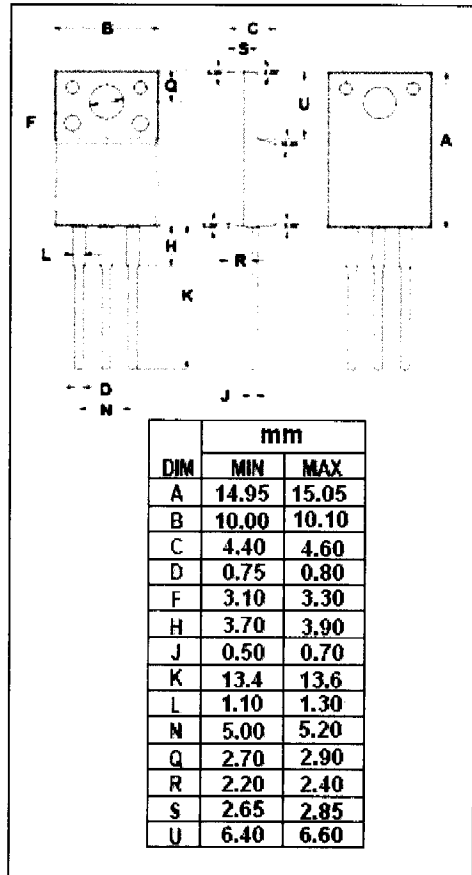 B
C
S
Q
U
F
A
H
L
R
K
D
J
N
mm
DIM MIN MAX
A 14.95 15.05
B 10.00 10.10
C 4.40 4.60
D 0.75 0.80
F 3.10 3.30
H 3.70 3.90
J 0.50 0.70
K 13.4 13.6
L 1.10 1.30
N 5.00 5.20
Q 2.70 2.90
R 2.20 2.40
S 2.65 2.85
U 6.40 6.60